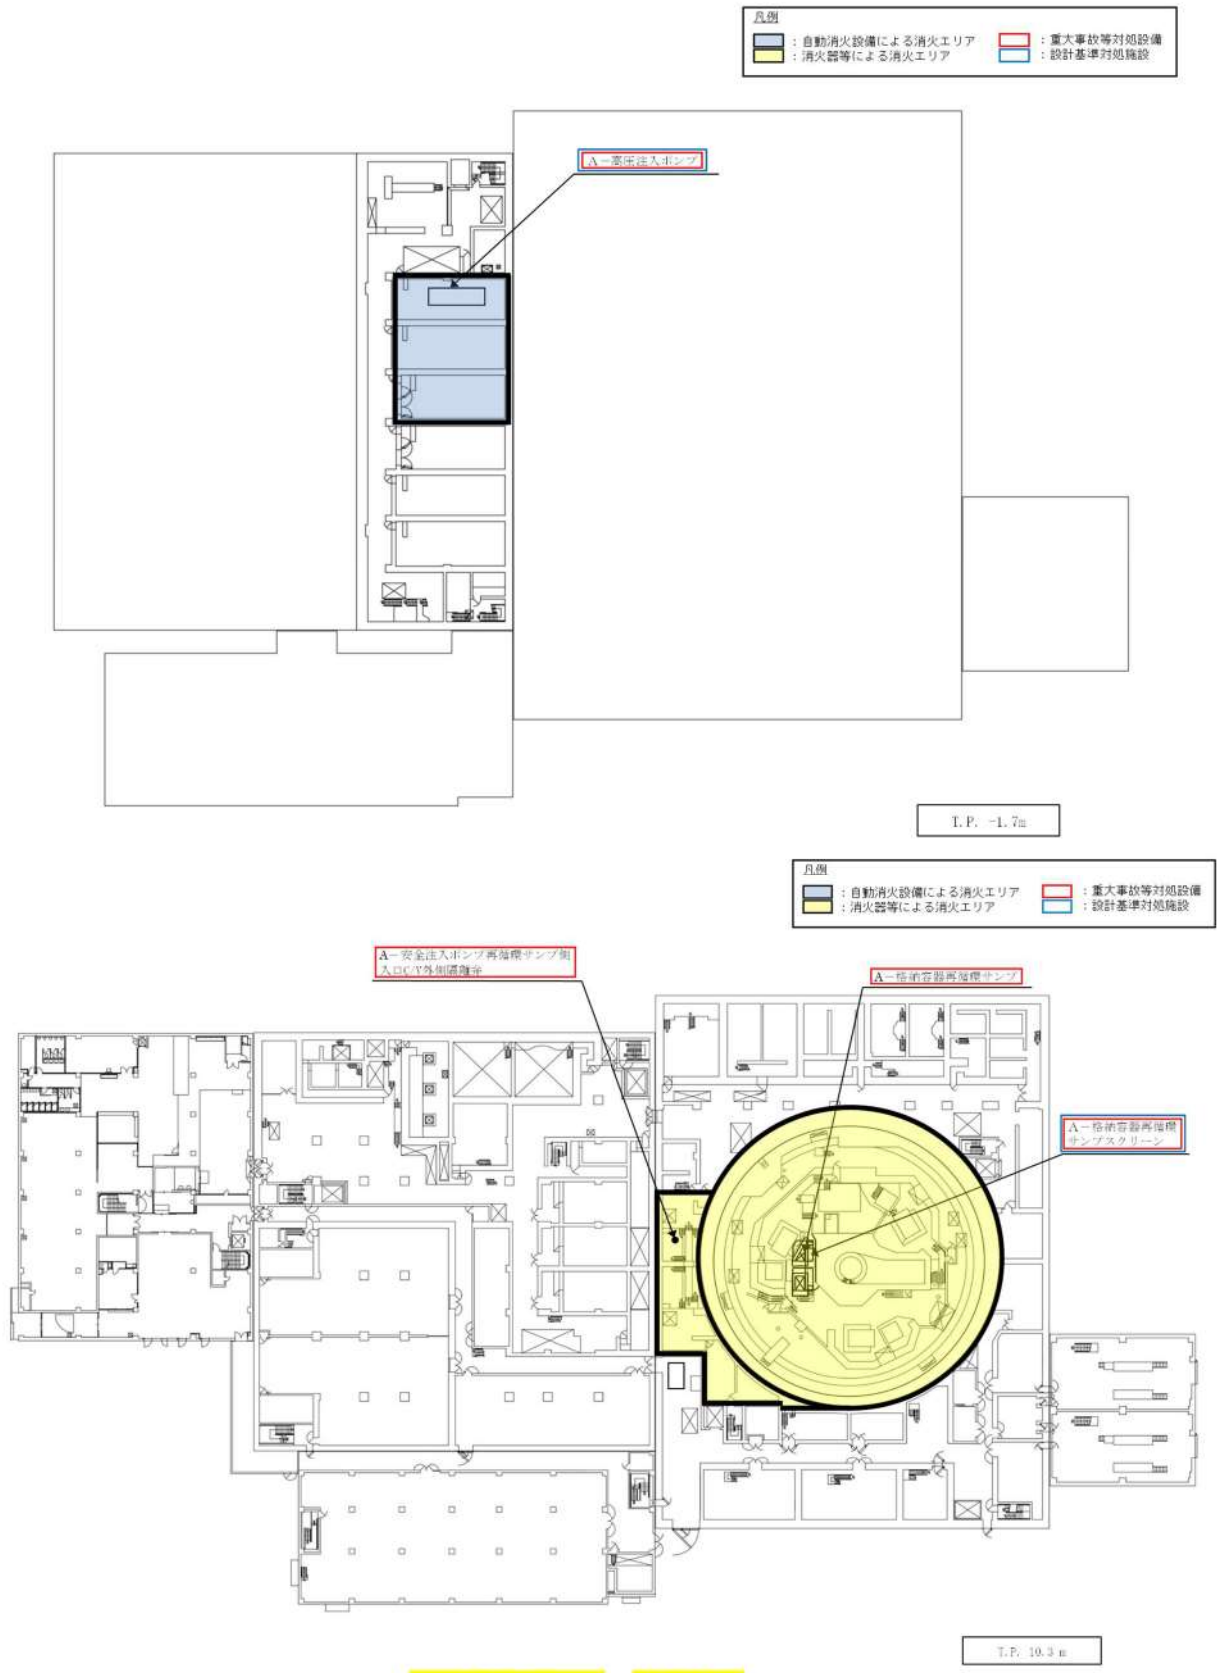 凡例
：自動消火設備による消火エリア　：重大事故等対処設備
：消火器等による消火エリア　：設計基準対処施設
A－高圧注入ポンプ
T.P. -1.7m
凡例
：自動消火設備による消火エリア　：重大事故等対処設備
：消火器等による消火エリア　：設計基準対処施設
A－安全注入ポンプ再循環サンプ側
入口C/V外側隔離弁
A－格納容器再循環サンプ
A－格納容器再循環
サンプスクリーン
T.P. 10.3 m